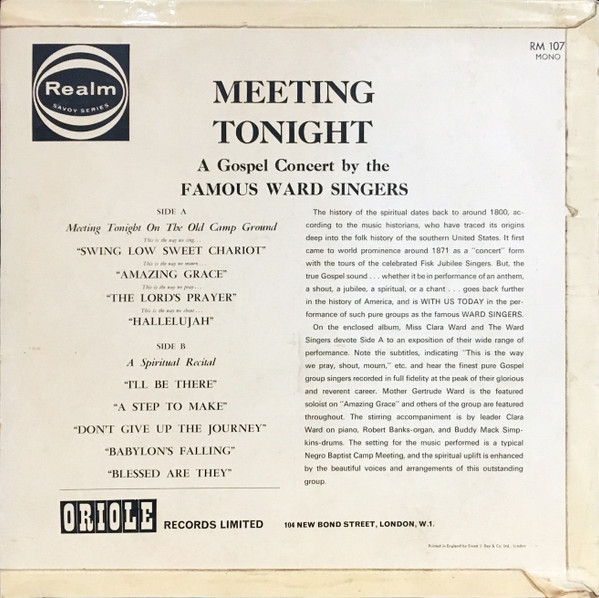 Realm
SAVOY SERIES
RM 107
MONO
MEETING
TONIGHT
A Gospel Concert by the
FAMOUS WARD SINGERS
SIDE A
Meeting Tonight On The Old Camp Ground
This is the way we sing...
"SWING LOW SWEET CHARIOT"
This is the way we mourn...
"AMAZING GRACE"
This is the way we pray...
"THE LORD'S PRAYER"
This is the way we shout...
"HALLELUJAH"
SIDE B
A Spiritual Recital
"I'LL BE THERE"
"A STEP TO MAKE"
"DON'T GIVE UP THE JOURNEY"
"BABYLON'S FALLING"
"BLESSED ARE THEY"
The history of the spiritual dates back to around 1800, ac-
cording to the music historians, who have traced its origins
deep into the folk history of the southern United States. It first
came to world prominence around 1871 as a "concert" form
with the tours of the celebrated Fisk Jubilee Singers. But, the
true Gospel sound . . . whether it be in performance of an anthem,
a shout, a jubilee, a spiritual, or a chant . . . goes back further
in the history of America, and is WITH US TODAY in the per-
formance of such pure groups as the famous WARD SINGERS.
On the enclosed album, Miss Clara Ward and The Ward
Singers devote Side A to an exposition of their wide range of
performance. Note the subtitles, indicating "This is the way
we pray, shout, mourn," etc. and hear the finest pure Gospel
group singers recorded in full fidelity at the peak of their glorious
and reverent career. Mother Gertrude Ward is the featured
soloist on "Amazing Grace" and others of the group are featured
throughout. The stirring accompaniment is by leader Clara
Ward on piano, Robert Banks-organ, and Buddy Mack Simp-
kins-drums. The setting for the music performed is a typical
Negro Baptist Camp Meeting, and the spiritual uplift is enhanced
by the beautiful voices and arrangements of this outstanding
group.
ORIOLE RECORDS LIMITED 104 NEW BOND STREET, LONDON, W.1.
Printed in England by Ernest J. Day & Co. Ltd., London